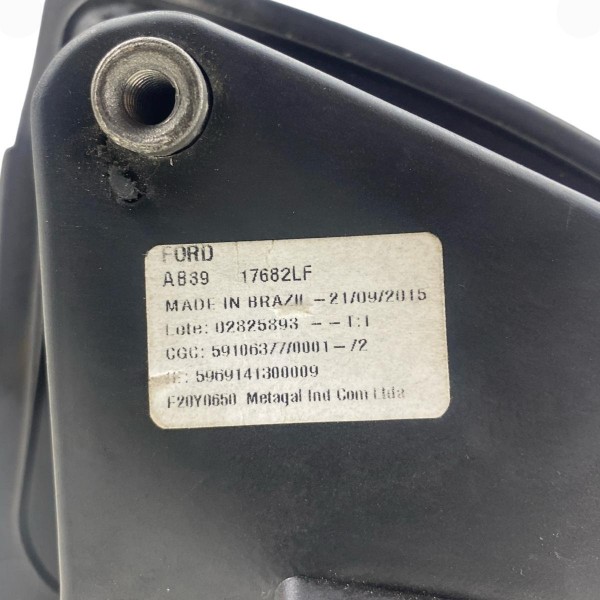 FORD
AB39 17682LF
MADE IN BRAZIL - 21/09/2015
Lote: 02825893 - - 1:1
CGC: 59106377/0001-72
IE: 5969141300009
F20Y0650 Metagal Ind Com Ltda